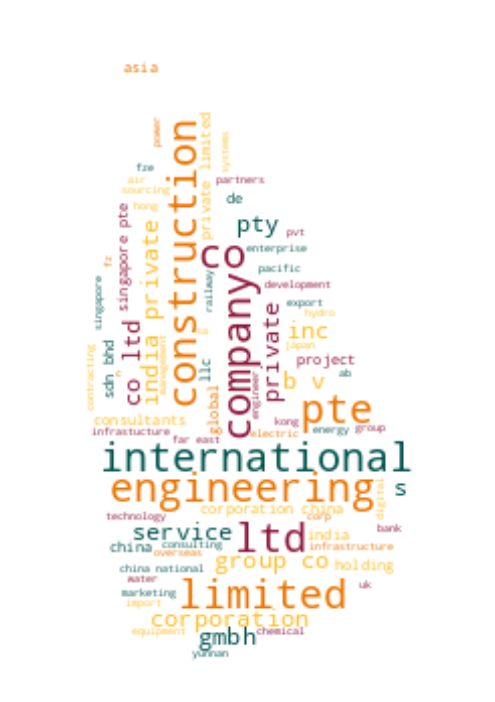 asia
power
construction
private limited
systems
fze
air
sourcing
partners
hong
de
pty
pvt
singapore pte
india private
co
enterprise
fz
pacific
singapore
railway
company
development
export
hydro
private
inc
co ltd
japan
contracting
sdn bhd
management
llc
project
engineer
b v
ab
global
pte
consultants
kong
infrastucture
far east
electric
energy
group
international
engineering
s
digital
corporation china
technology
corp
service
ltd
india
bank
china
consulting
infrastructure
overseas
group co
holding
china national
water
uk
marketing
limited
import
corporation
equipment
gmbh
chemical
yunnan